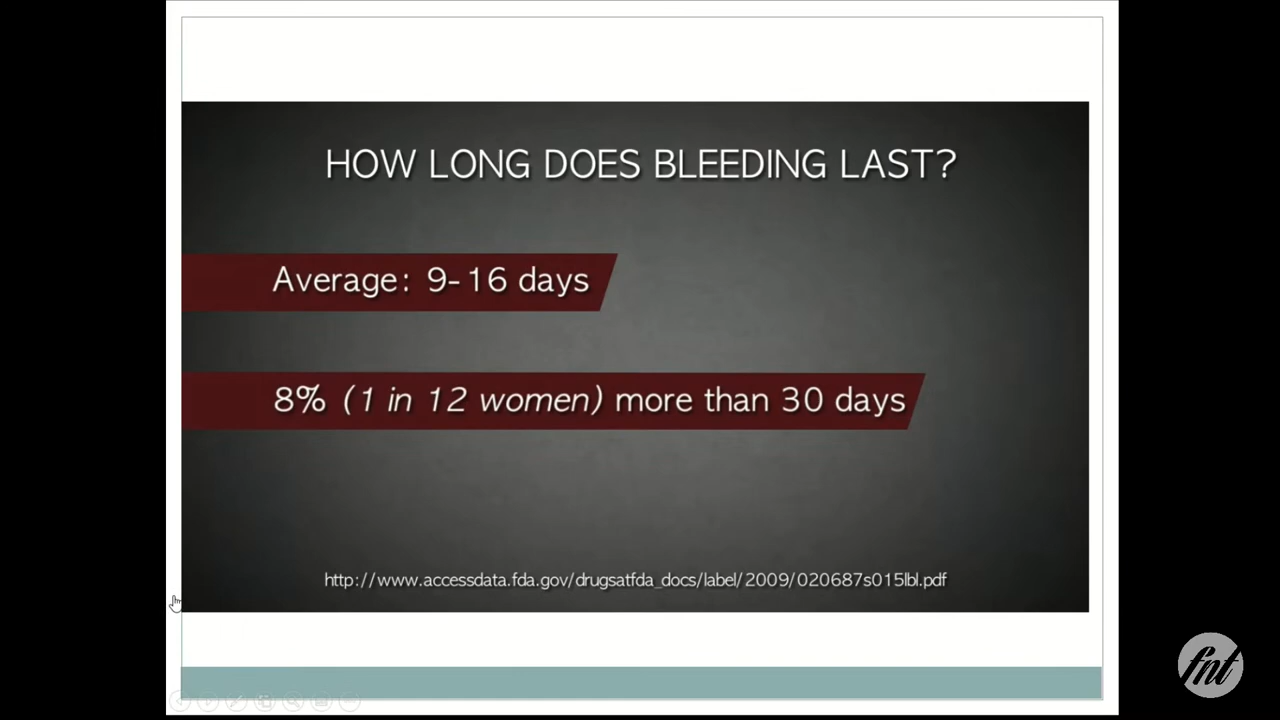 HOW LONG DOES BLEEDING LAST?
Average: 9-16 days
8% (1 in 12 women) more than 30 days
http://www.accessdata.fda.gov/drugsatfda_docs/label/2009/020687s015lbl.pdf
fnt